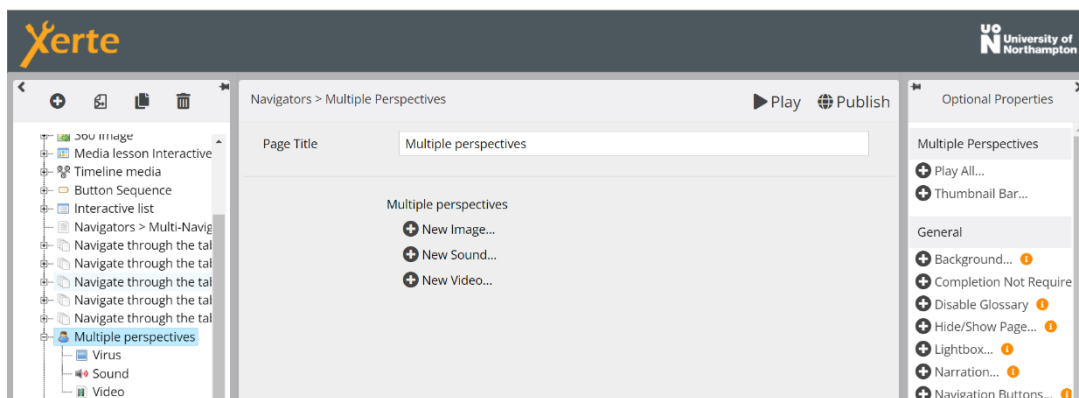 Xerte
UO
N University of
Northampton
Navigators > Multiple Perspectives
Play
Publish
Optional Properties
360 Image
Media lesson Interactive
Timeline media
Button Sequence
Interactive list
Navigators > Multi-Navig
Navigate through the tal
Navigate through the tal
Navigate through the tal
Navigate through the tal
Navigate through the tal
Multiple perspectives
Virus
Sound
Video
Page Title
Multiple perspectives
Multiple perspectives
New Image...
New Sound...
New Video...
Multiple Perspectives
Play All...
Thumbnail Bar...
General
Background...
Completion Not Require
Disable Glossary
Hide/Show Page...
Lightbox...
Narration...
Navigation Buttons...